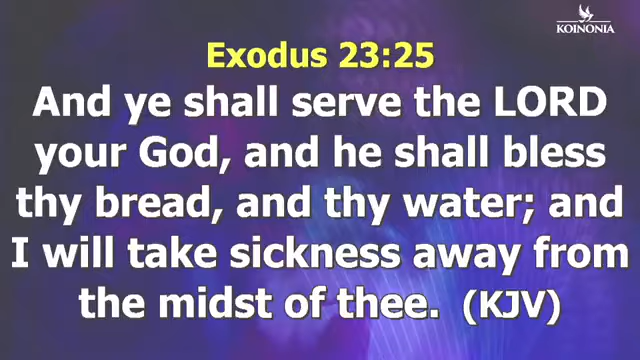 KOINONIA
Exodus 23:25
And ye shall serve the LORD
your God, and he shall bless
thy bread, and thy water; and
I will take sickness away from
the midst of thee. (KJV)